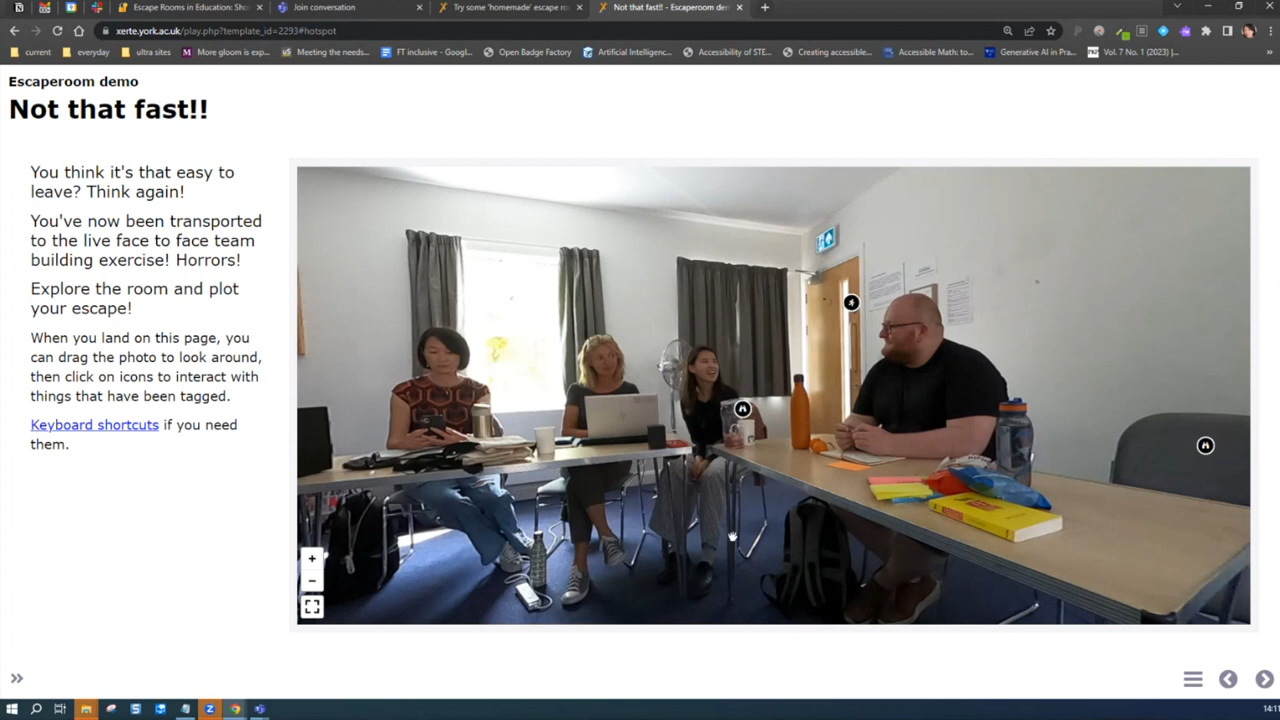 Escape Rooms in Education: Sho
Join conversation
Try some 'homemade' escape ro
Not that fast!! - Escaperoom den
xerte.york.ac.uk/play.php?template_id=2293#hotspot
current
everyday
ultra sites
More gloom is exp...
Meeting the needs...
FT inclusive - Googl...
Open Badge Factory
Artificial Intelligenc...
Accessibility of STE...
Creating accessible...
Accessible Math: to...
Generative AI in Pra...
Vol. 7 No. 1 (2023) |...
Escaperoom demo
Not that fast!!
You think it's that easy to
leave? Think again!
You've now been transported
to the live face to face team
building exercise! Horrors!
Explore the room and plot
your escape!
When you land on this page, you
can drag the photo to look around,
then click on icons to interact with
things that have been tagged.
Keyboard shortcuts if you need
them.
+
−
14:11